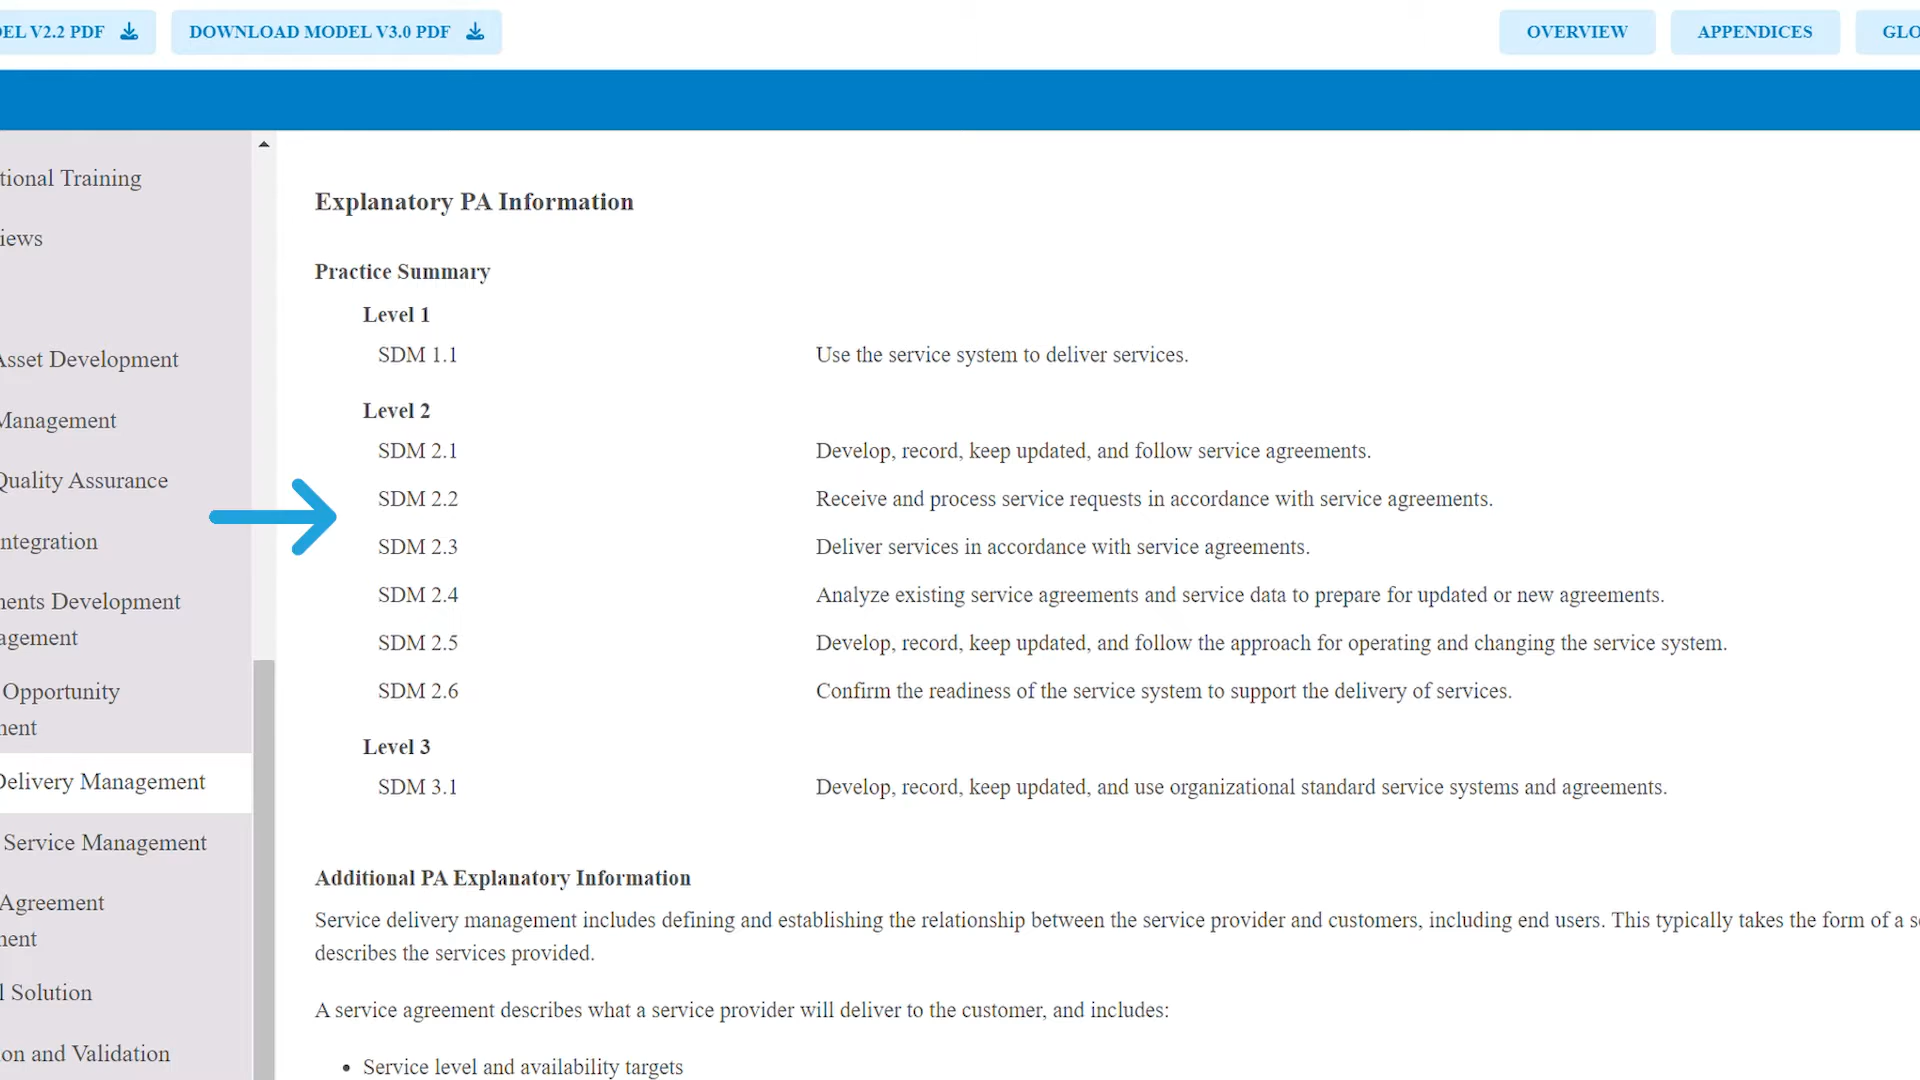 EL V2.2 PDF
DOWNLOAD MODEL V3.0 PDF
OVERVIEW
APPENDICES
GLO
tional Training
iews
Asset Development
Management
Quality Assurance
ntegration
ments Development
agement
Opportunity
ment
Delivery Management
Service Management
Agreement
ment
l Solution
on and Validation
Explanatory PA Information
Practice Summary
Level 1
SDM 1.1 Use the service system to deliver services.
Level 2
SDM 2.1 Develop, record, keep updated, and follow service agreements.
SDM 2.2 Receive and process service requests in accordance with service agreements.
SDM 2.3 Deliver services in accordance with service agreements.
SDM 2.4 Analyze existing service agreements and service data to prepare for updated or new agreements.
SDM 2.5 Develop, record, keep updated, and follow the approach for operating and changing the service system.
SDM 2.6 Confirm the readiness of the service system to support the delivery of services.
Level 3
SDM 3.1 Develop, record, keep updated, and use organizational standard service systems and agreements.
Additional PA Explanatory Information
Service delivery management includes defining and establishing the relationship between the service provider and customers, including end users. This typically takes the form of a s
describes the services provided.
A service agreement describes what a service provider will deliver to the customer, and includes:
• Service level and availability targets